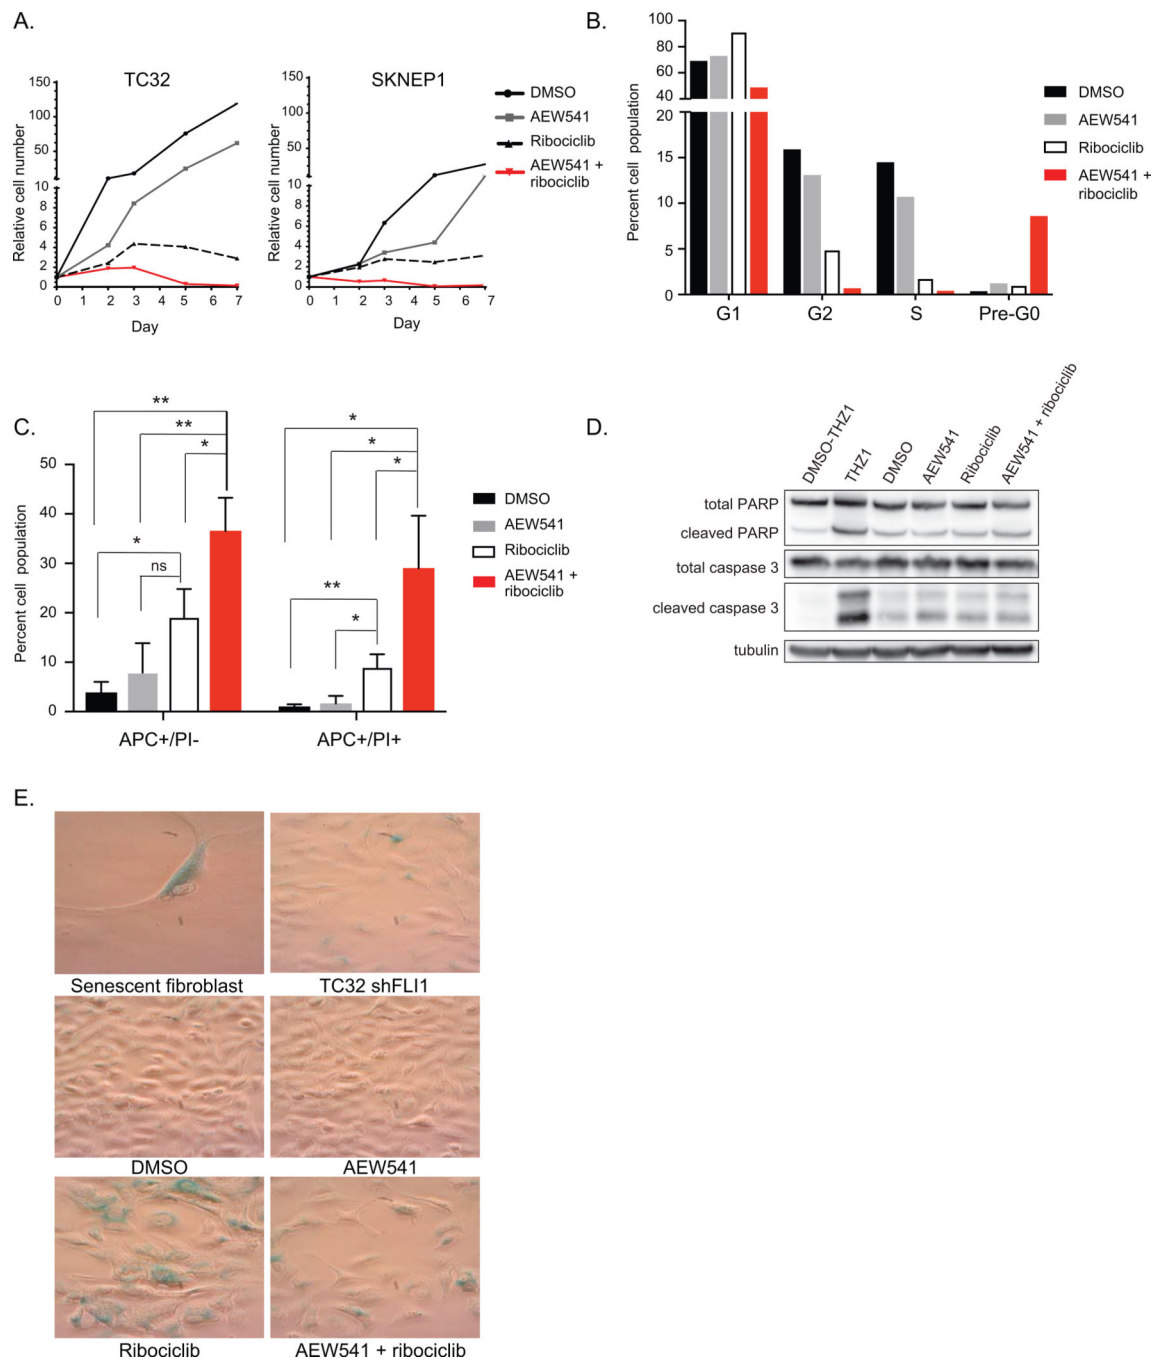 A.
TC32
SKNEP1
Relative cell number
150
100
50
10
8
6
4
2
0
0 1 2 3 4 5 6 7
Day
Relative cell number
150
100
50
10
8
6
4
2
0
0 1 2 3 4 5 6 7
Day
DMSO
AEW541
Ribociclib
AEW541 +
ribociclib
B.
Percent cell population
100
80
60
40
20
15
10
5
0
G1 G2 S Pre-G0
DMSO
AEW541
Ribociclib
AEW541 +
ribociclib
C.
Percent cell population
50
40
30
20
10
0
** ** * * ns
* * * ** *
APC+/PI- APC+/PI+
DMSO
AEW541
Ribociclib
AEW541 +
ribociclib
D.
DMSO-THZ1
THZ1
DMSO
AEW541
Ribociclib
AEW541 + ribociclib
total PARP
cleaved PARP
total caspase 3
cleaved caspase 3
tubulin
E.
Senescent fibroblast
TC32 shFLI1
DMSO
AEW541
Ribociclib
AEW541 + ribociclib